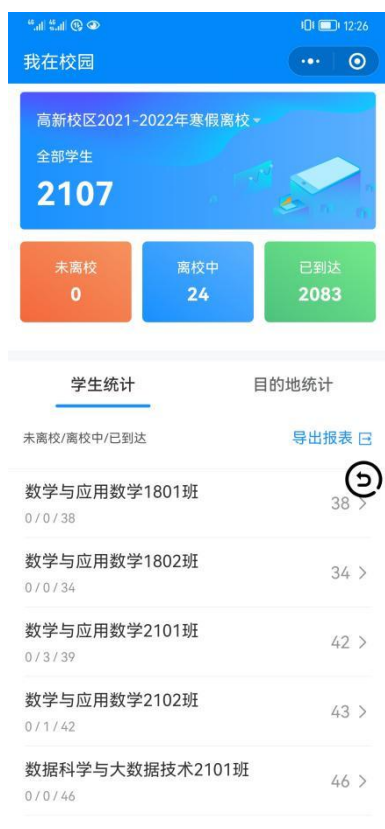 12:26
我在校园
高新校区2021-2022年寒假离校
全部学生
2107
未离校 离校中 已到达
0 24 2083
学生统计 目的地统计
未离校/离校中/已到达 导出报表
数学与应用数学1801班
38
0/0/38
数学与应用数学1802班
34
0/0/34
数学与应用数学2101班
42
0/3/39
数学与应用数学2102班
43
0/1/42
数据科学与大数据技术2101班
46
0/0/46